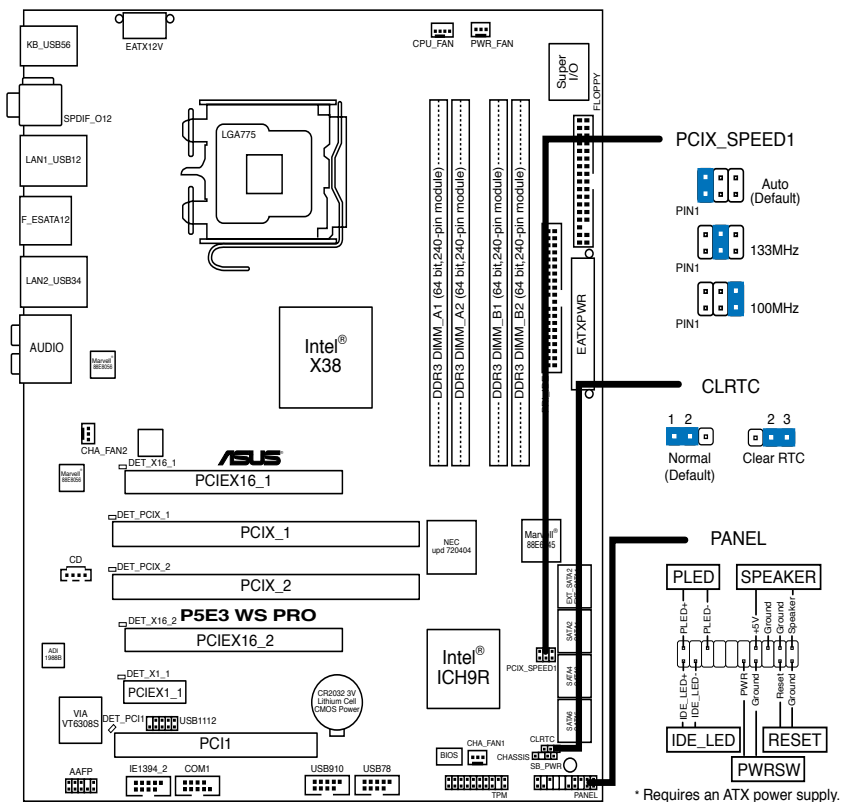 KB_USB56
EATX12V
CPU_FAN
PWR_FAN
Super I/O
FLOPPY
SPDIF_O12
LGA775
LAN1_USB12
F_ESATA12
LAN2_USB34
AUDIO
Marvell
88E8056
Intel®
X38
DDR3 DIMM_A1 (64 bit,240-pin module)
DDR3 DIMM_A2 (64 bit,240-pin module)
DDR3 DIMM_B1 (64 bit,240-pin module)
DDR3 DIMM_B2 (64 bit,240-pin module)
EATXPWR
CHA_FAN2
Marvell
88E8056
ASUS
DET_X16_1
PCIEX16_1
DET_PCIX_1
PCIX_1
NEC
upd 720404
Marvell®
CD
DET_PCIX_2
PCIX_2
EXT_SATA2
P5E3 WS PRO
DET_X16_2
PCIEX16_2
SATA2
ADI
1988B
Intel®
ICH9R
PCIX_SPEED1
SATA4
DET_X1_1
PCIEX1_1
CR2032 3V
Lithium Cell
CMOS Power
VIA
VT6308S
DET_PCI1
USB1112
SATA6
PCI1
BIOS
CHA_FAN1
CLRTC
CHASSIS
SB_PWR
AAFP
IE1394_2
COM1
USB910
USB78
TPM
PANEL
PCIX_SPEED1
Auto
(Default)
PIN1
133MHz
PIN1
100MHz
PIN1
CLRTC
1 2
Normal
(Default)
2 3
Clear RTC
PANEL
PLED
SPEAKER
PLED+
PLED-
+5V
Ground
Ground
Speaker
IDE_LED+
IDE_LED-
PWR
Ground
Reset
Ground
IDE_LED
RESET
PWRSW
* Requires an ATX power supply.